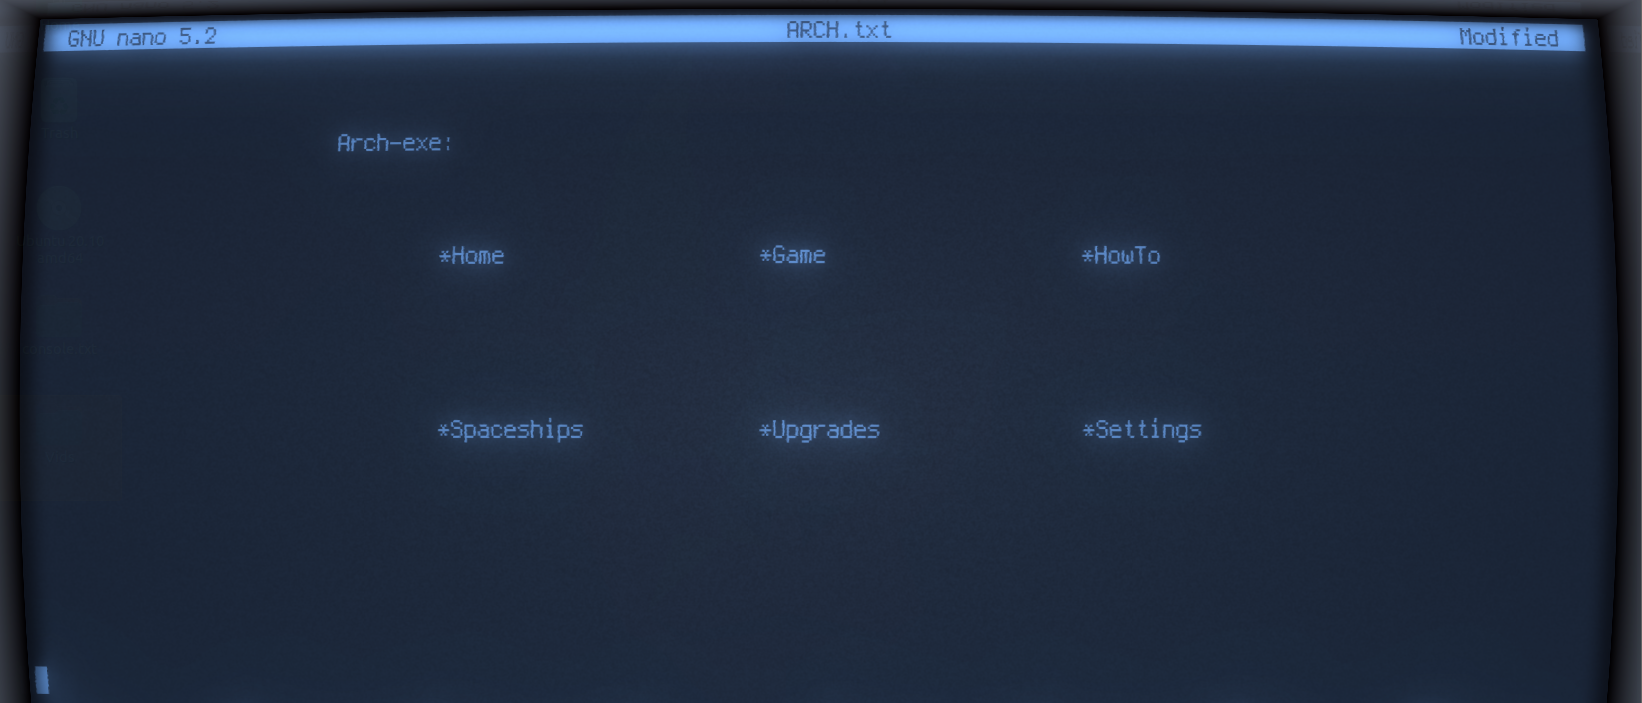 GNU nano 5.2 ARCH.txt Modified
Arch-exe:
*Home *Game *HowTo
*Spaceships *Upgrades *Settings